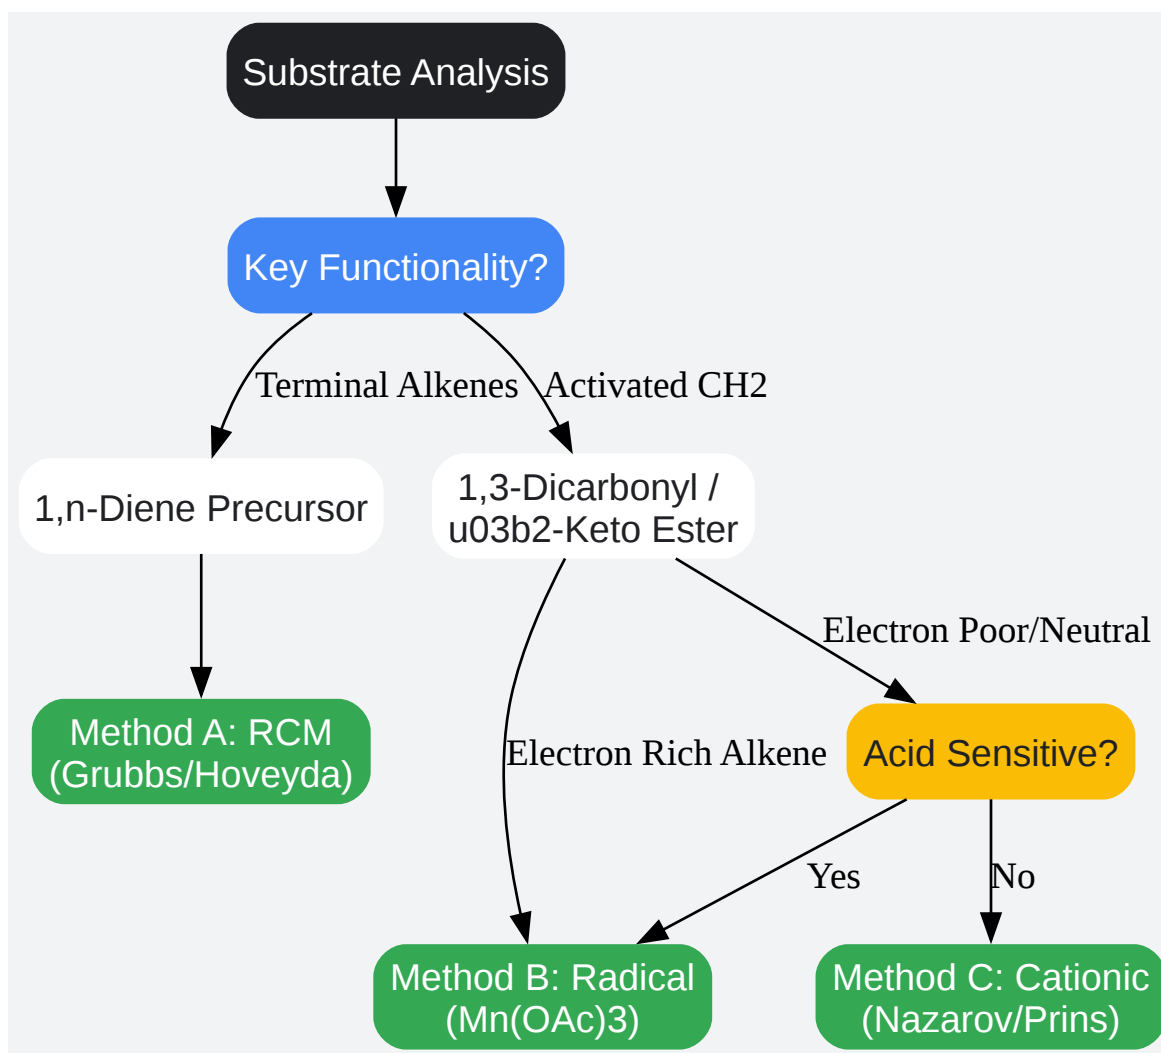 Substrate Analysis
Key Functionality?
Terminal Alkenes
Activated CH2
1,n-Diene Precursor
1,3-Dicarbonyl /
u03b2-Keto Ester
Electron Poor/Neutral
Method A: RCM
(Grubbs/Hoveyda)
Electron Rich Alkene
Acid Sensitive?
Yes
No
Method B: Radical
(Mn(OAc)3)
Method C: Cationic
(Nazarov/Prins)